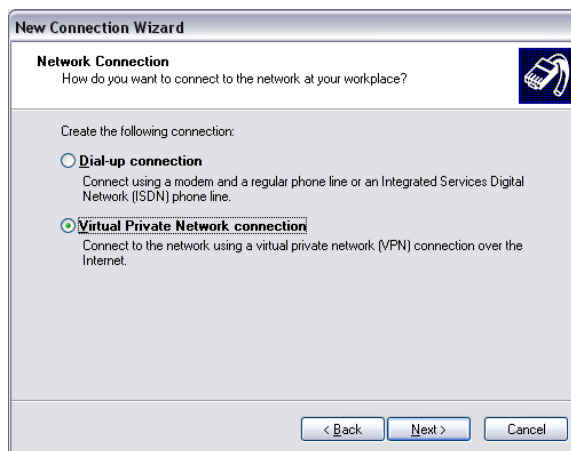 New Connection Wizard
Network Connection
How do you want to connect to the network at your workplace?
Create the following connection:
Dial-up connection
Connect using a modem and a regular phone line or an Integrated Services Digital
Network (ISDN) phone line.
Virtual Private Network connection
Connect to the network using a virtual private network (VPN) connection over the
Internet.
< Back
Next >
Cancel